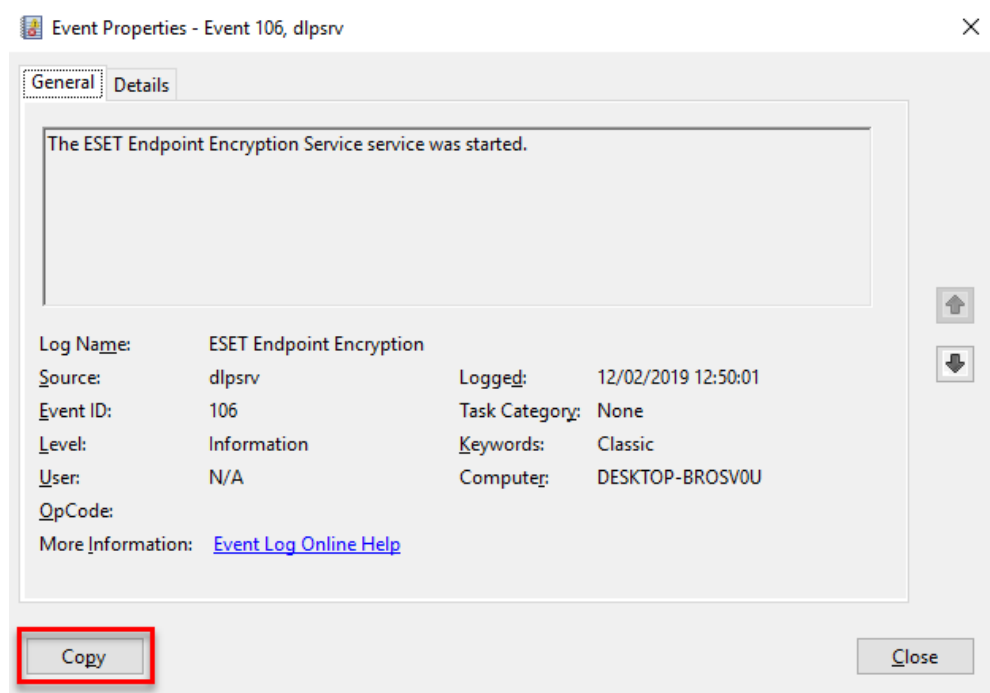 Event Properties - Event 106, dlpsrv
General Details
The ESET Endpoint Encryption Service service was started.
Log Name: ESET Endpoint Encryption
Source: dlpsrv Logged: 12/02/2019 12:50:01
Event ID: 106 Task Category: None
Level: Information Keywords: Classic
User: N/A Computer: DESKTOP-BROSV0U
OpCode:
More Information: Event Log Online Help
Copy Close